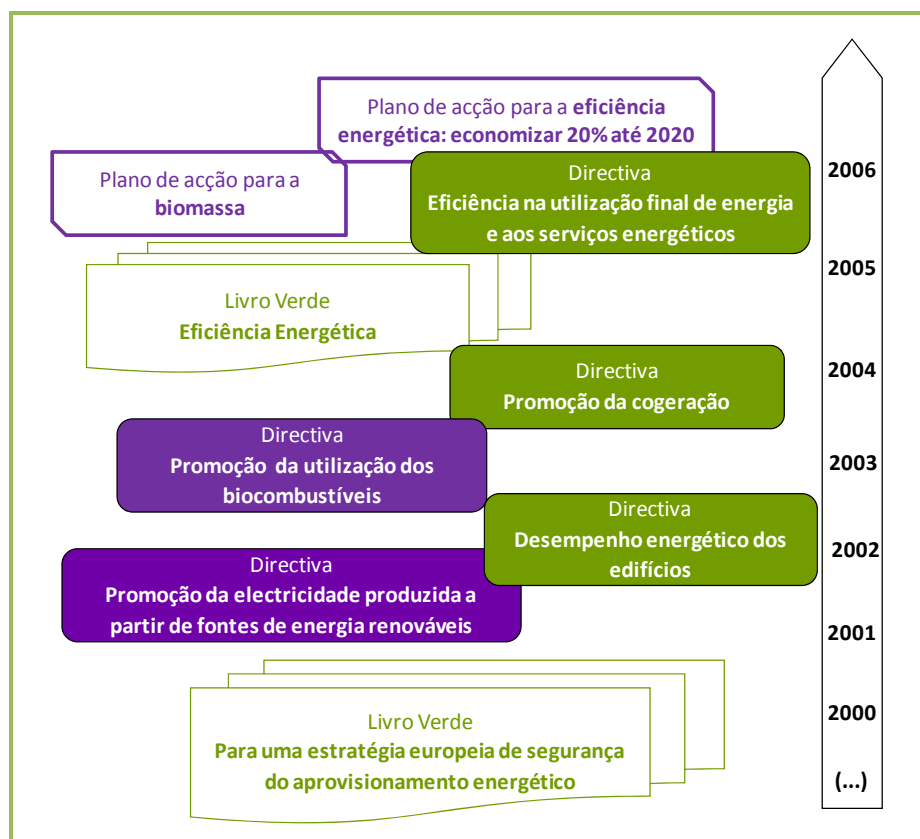 Plano de acção para a eficiência
energética: economizar 20% até 2020
Plano de acção para a
biomassa
Directiva
Eficiência na utilização final de energia
e aos serviços energéticos
Livro Verde
Eficiência Energética
Directiva
Promoção da cogeração
Directiva
Promoção da utilização dos
biocombustíveis
Directiva
Desempenho energético dos
edifícios
Directiva
Promoção da electricidade produzida a
partir de fontes de energia renováveis
Livro Verde
Para uma estratégia europeia de segurança
do aprovisionamento energético
2006
2005
2004
2003
2002
2001
2000
(...)